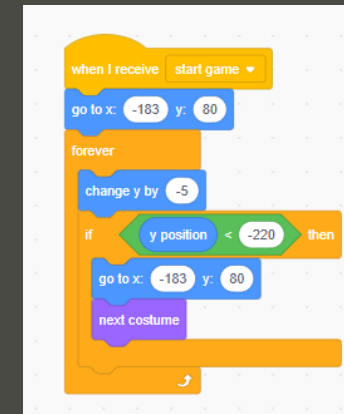 when I receive start game
go to x: -183 y: 80
forever
change y by -5
if y position < -220 then
go to x: -183 y: 80
next costume